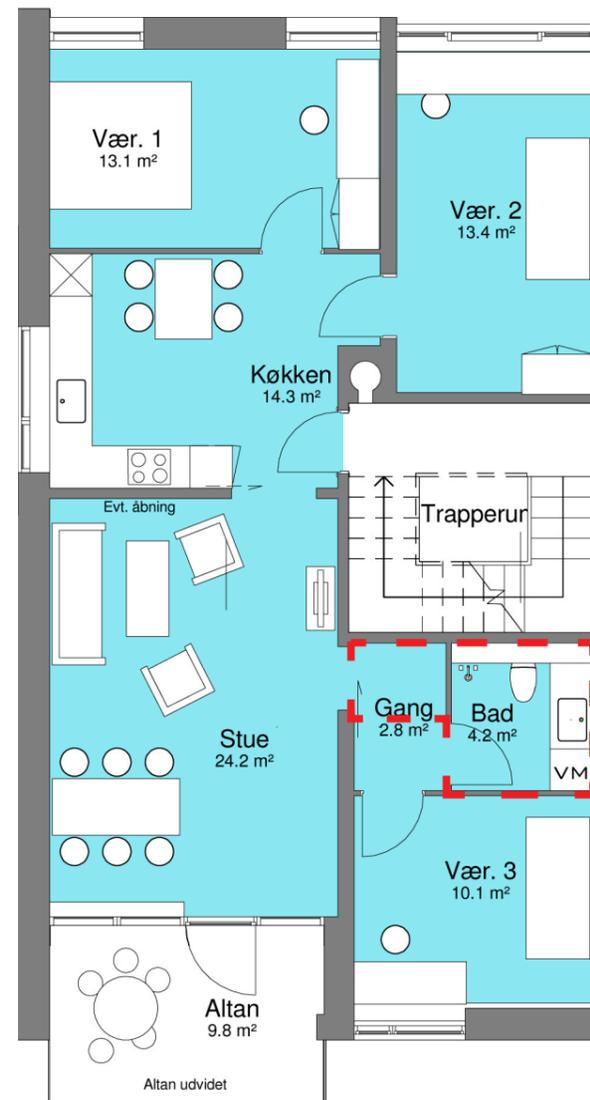 Vær. 1
13.1 m²
Vær. 2
13.4 m²
Køkken
14.3 m²
Evt. åbning
Trapperur
Gang
2.8 m²
Bad
4.2 m²
VM
Stue
24.2 m²
Vær. 3
10.1 m²
Altan
9.8 m²
Altan udvidet